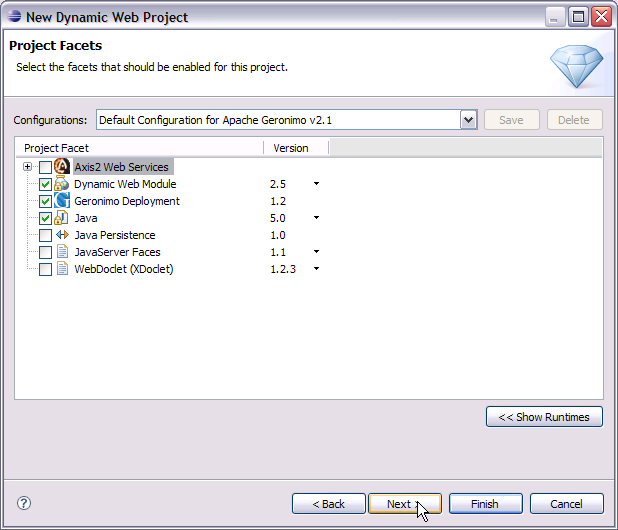 New Dynamic Web Project
Project Facets
Select the facets that should be enabled for this project.
Configurations: Default Configuration for Apache Geronimo v2.1 Save Delete
Project Facet Version
Axis2 Web Services
Dynamic Web Module 2.5
Geronimo Deployment 1.2
Java 5.0
Java Persistence 1.0
JavaServer Faces 1.1
WebDoclet (XDoclet) 1.2.3
<< Show Runtimes
? < Back Next > Finish Cancel